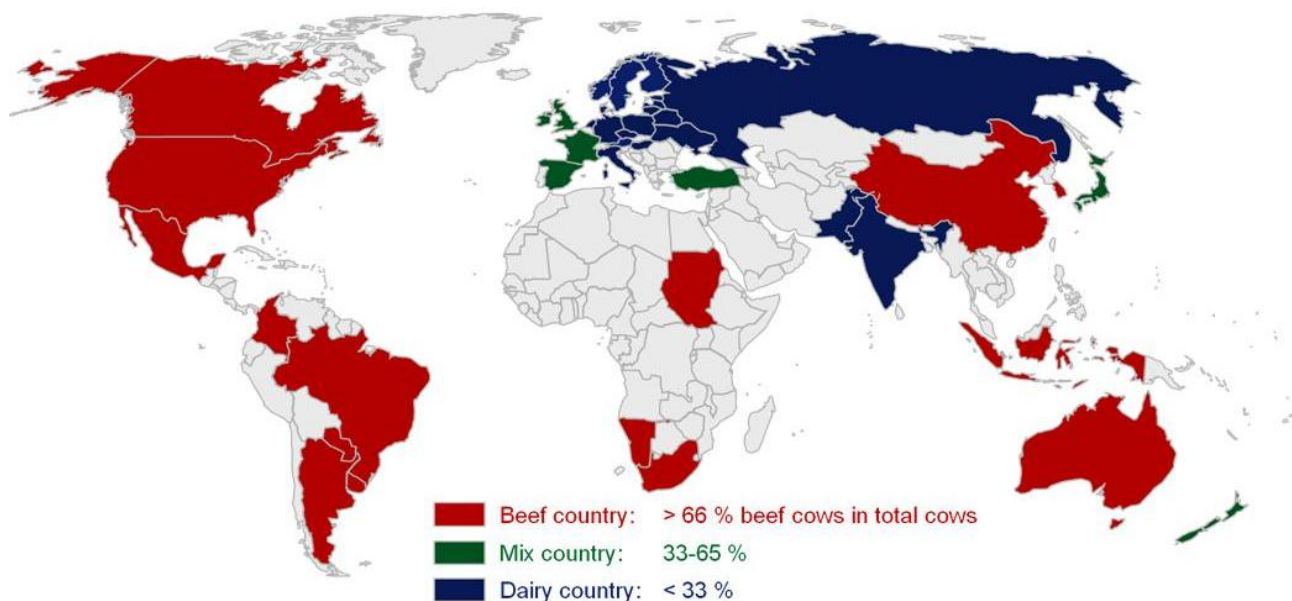 Beef country: > 66 % beef cows in total cows
Mix country: 33-65 %
Dairy country: < 33 %